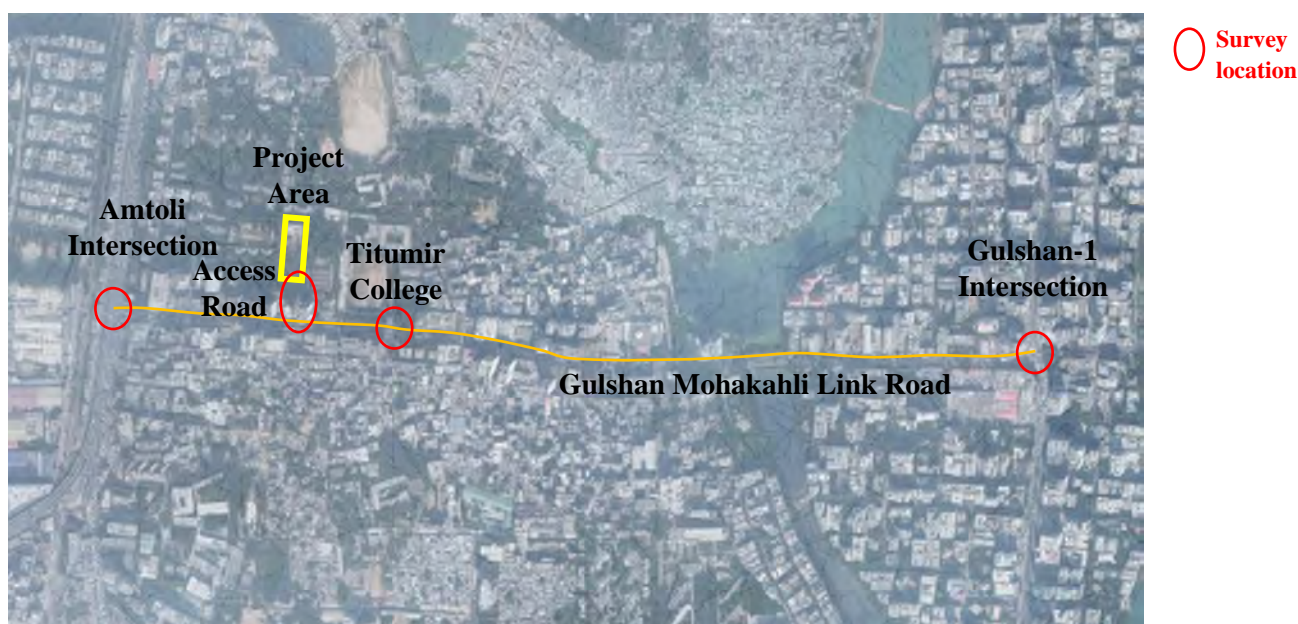 Survey
location
Project
Area
Amtoli
Intersection
Access
Road
Titumir
College
Gulshan-1
Intersection
Gulshan Mohakahli Link Road